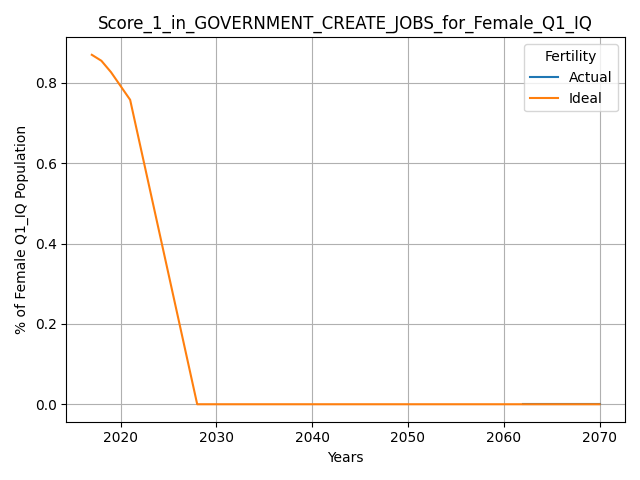 Score_1_in_GOVERNMENT_CREATE_JOBS_for_Female_Q1_IQ
Fertility
Actual
Ideal
% of Female Q1_IQ Population
0.8
0.6
0.4
0.2
0.0
2020 2030 2040 2050 2060 2070
Years